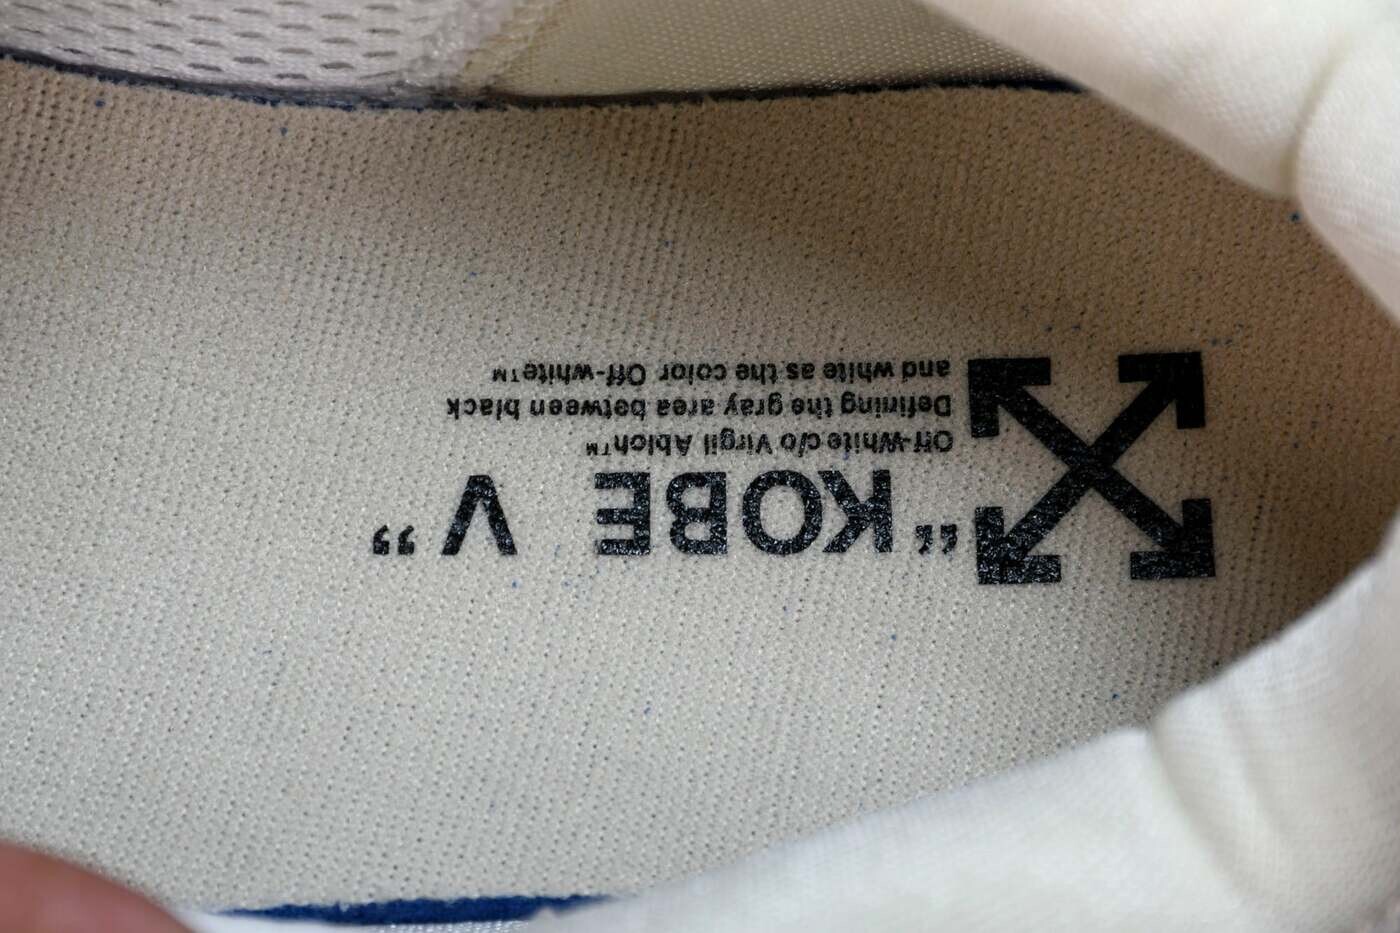 “KOBE V ”
Off-White c/o Virgil Abloh™
Defining the gray area between black
and white as the color Off-white™